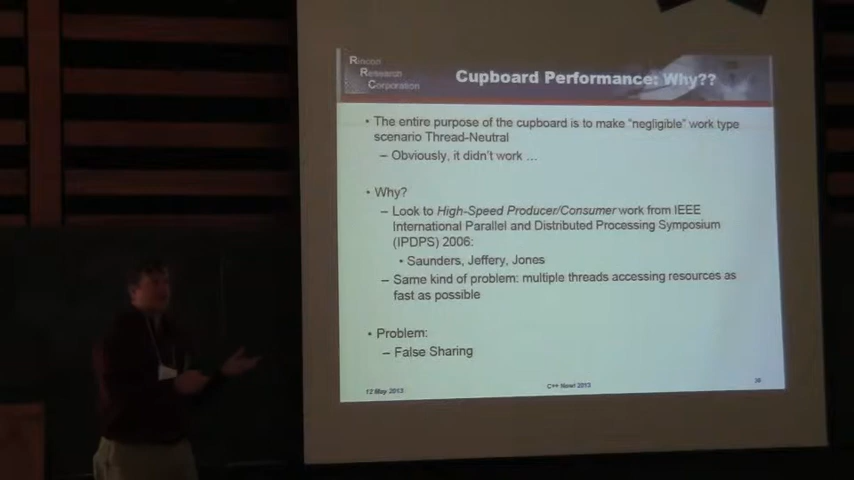 Rincon
Research
Corporation
Cupboard Performance: Why??
• The entire purpose of the cupboard is to make "negligible" work type
scenario Thread-Neutral
– Obviously, it didn't work ...
• Why?
– Look to High-Speed Producer/Consumer work from IEEE
International Parallel and Distributed Processing Symposium
(IPDPS) 2006:
• Saunders, Jeffery, Jones
– Same kind of problem: multiple threads accessing resources as
fast as possible
• Problem:
– False Sharing
12 May 2013
C++ Now! 2013